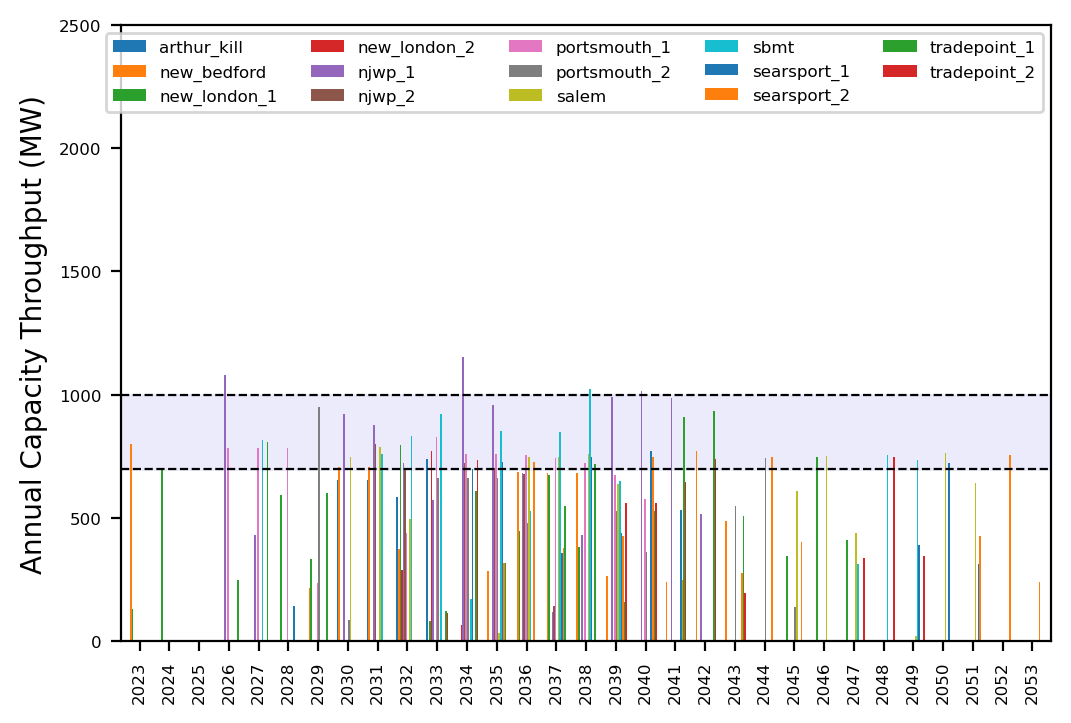 2500
arthur_kill new_london_2 portsmouth_1 sbmt tradepoint_1
new_bedford njwp_1 portsmouth_2 searsport_1 tradepoint_2
new_london_1 njwp_2 salem searsport_2
2000
1500
1000
500
0
Annual Capacity Throughput (MW)
2023 2024 2025 2026 2027 2028 2029 2030 2031 2032 2033 2034 2035 2036 2037 2038 2039 2040 2041 2042 2043 2044 2045 2046 2047 2048 2049 2050 2051 2052 2053